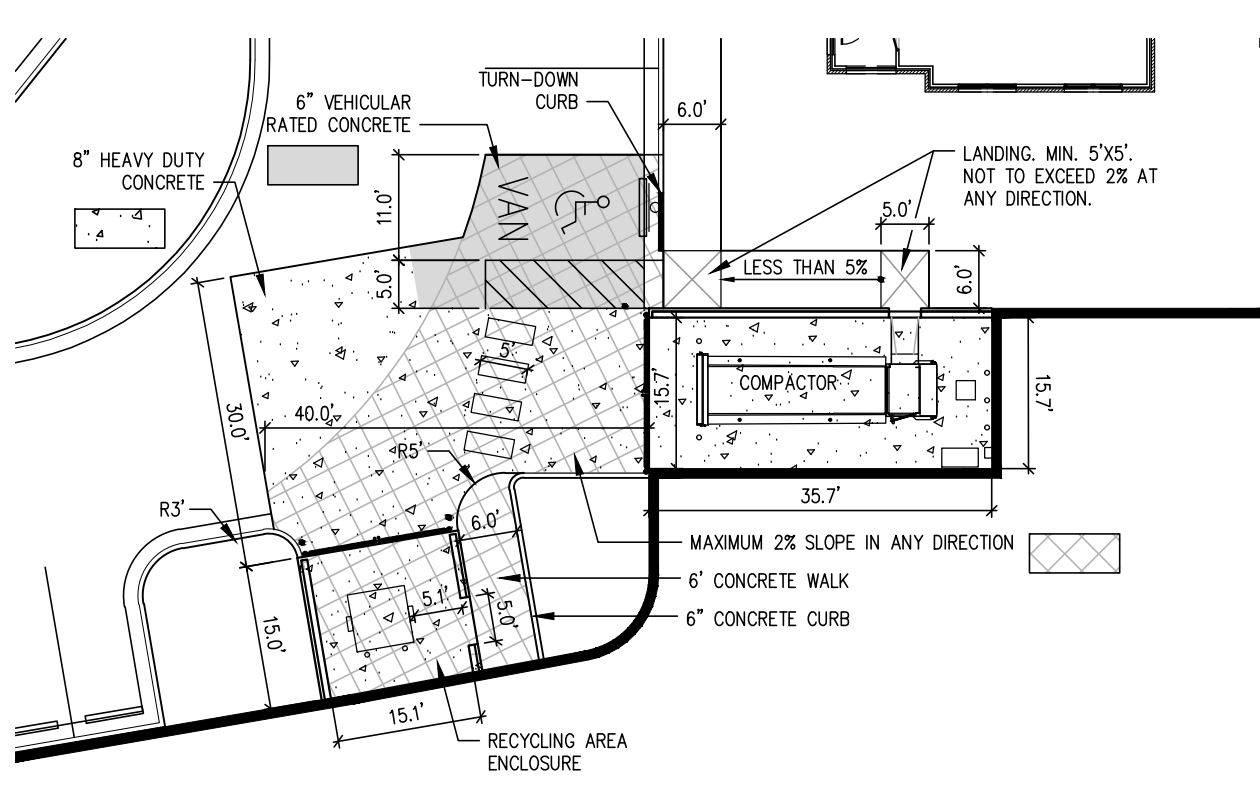 TURN-DOWN
CURB
6" VEHICULAR
RATED CONCRETE
6.0'
8" HEAVY DUTY
CONCRETE
LANDING. MIN. 5'X5'.
NOT TO EXCEED 2% AT
ANY DIRECTION.
11.0'
VAN
5.0'
5.0'
LESS THAN 5%
6.0'
5'
15.7'
COMPACTOR
15.7'
30.0'
40.0'
R5'
35.7'
R3'
6.0'
MAXIMUM 2% SLOPE IN ANY DIRECTION
6' CONCRETE WALK
5.1'
5.0'
6" CONCRETE CURB
15.0'
15.1'
RECYCLING AREA
ENCLOSURE